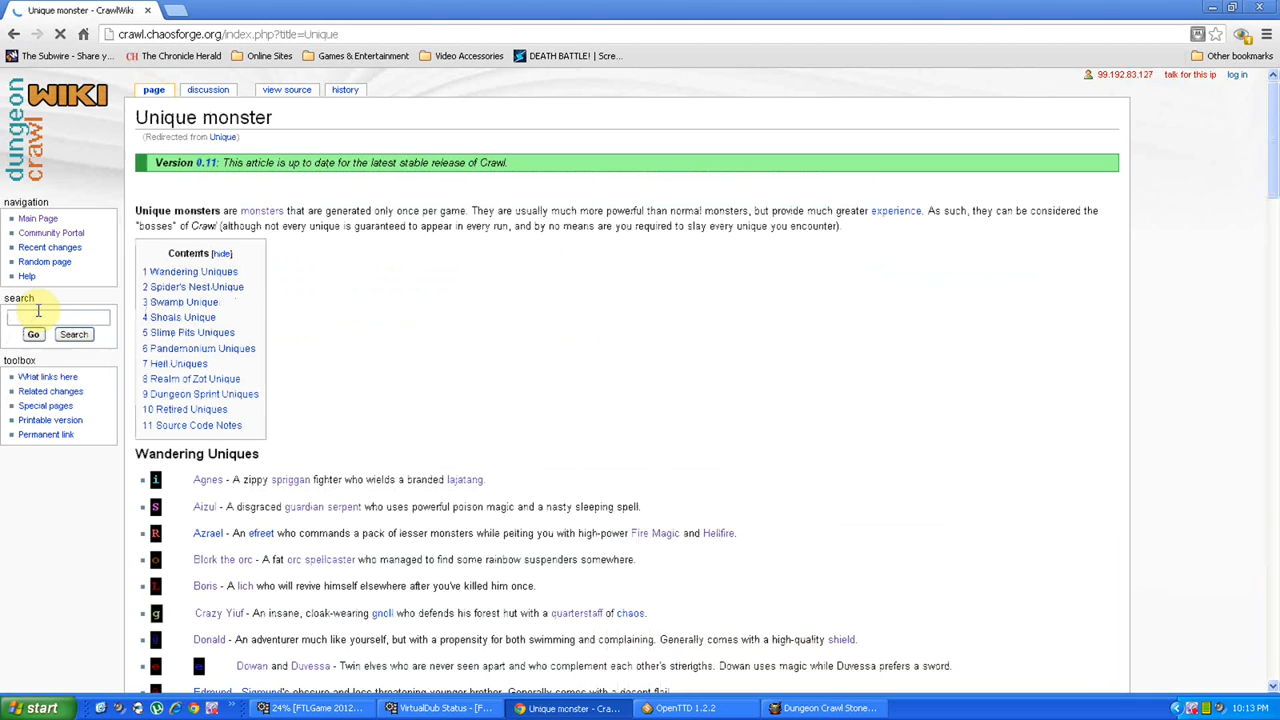 Unique monster - CrawlWiki
crawl.chaosforge.org/index.php?title=Unique
The Subwire - Share y...
CH The Chronicle Herald
Online Sites
Games & Entertainment
Video Accessories
DEATH BATTLE! | Scre...
Other bookmarks
99.192.83.127 talk for this ip log in
dungeon crawl WIKI
page discussion view source history
Unique monster
(Redirected from Unique)
Version 0.11: This article is up to date for the latest stable release of Crawl.
Unique monsters are monsters that are generated only once per game. They are usually much more powerful than normal monsters, but provide much greater experience. As such, they can be considered the
"bosses" of Crawl (although not every unique is guaranteed to appear in every run, and by no means are you required to slay every unique you encounter).
navigation
Main Page
Community Portal
Recent changes
Random page
Help
search
Go Search
toolbox
What links here
Related changes
Special pages
Printable version
Permanent link
Contents [hide]
1 Wandering Uniques
2 Spider's Nest Unique
3 Swamp Unique
4 Shoals Unique
5 Slime Pits Unique
6 Pandemonium Uniques
7 Hell Uniques
8 Realm of Zot Unique
9 Dungeon Sprint Uniques
10 Retired Uniques
11 Source Code Notes
Wandering Uniques
i Agnes - A zippy spriggan fighter who wields a branded lajatang.
S Aizul - A disgraced guardian serpent who uses powerful poison magic and a nasty sleeping spell.
R Azrael - An efreet who commands a pack of lesser monsters while pelting you with high-power Fire Magic and Hellfire.
o Blork the orc - A fat orc spellcaster who managed to find some rainbow suspenders somewhere.
L Boris - A lich who will revive himself elsewhere after you've killed him once.
g Crazy Yiuf - An insane, cloak-wearing gnoll who defends his forest hut with a quarterstaff of chaos.
Donald - An adventurer much like yourself, but with a propensity for both swimming and complaining. Generally comes with a high-quality shield.
e e Dowan and Duvessa - Twin elves who are never seen apart and who complement each other's strengths. Dowan uses magic while Duvessa prefers a sword.
Edmund - Sigmund's obscure and less threatening younger brother. Generally comes with a decent flail.
start
24% [FTLGame 2012...
VirtualDub Status - [F...
Unique monster - Cra...
OpenTTD 1.2.2
Dungeon Crawl Stone...
10:13 PM